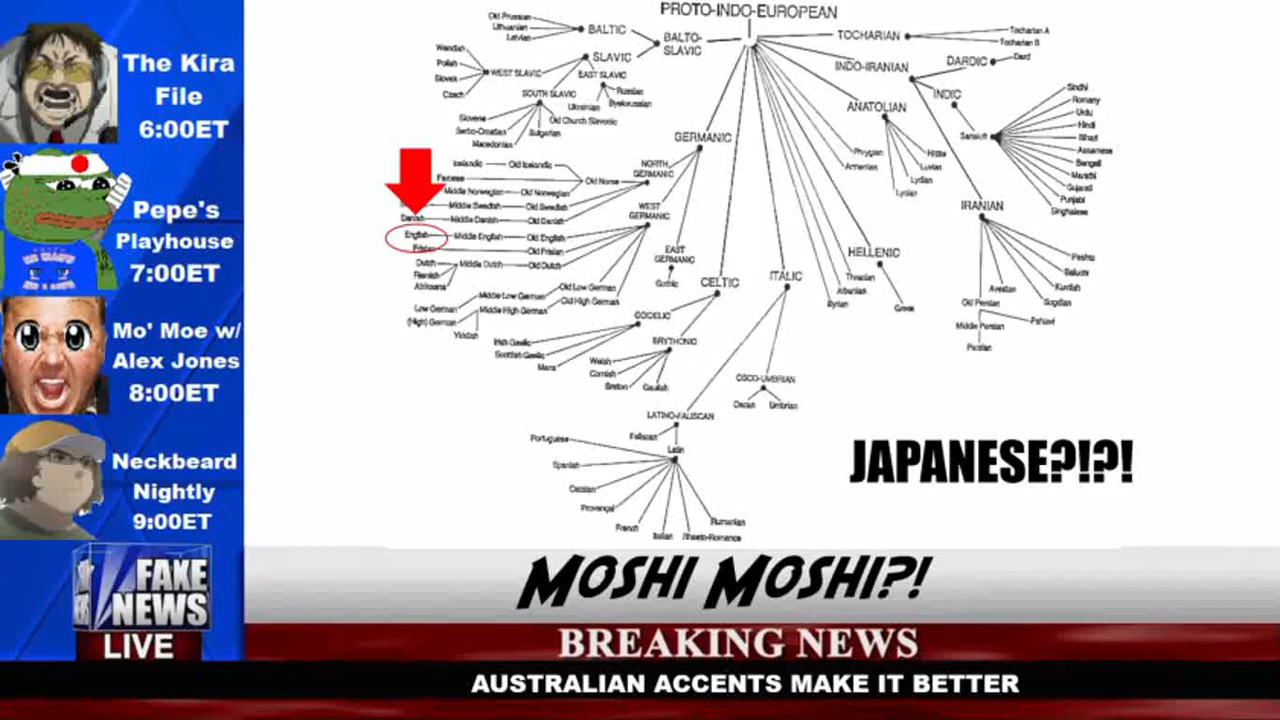 The Kira
File
6:00ET
Pepe's
Playhouse
7:00ET
Mo' Moe w/
Alex Jones
8:00ET
Neckbeard
Nightly
9:00ET
FAKE
NEWS
LIVE
PROTO-INDO-EUROPEAN
Old Prussian
Lithuanian
Latvian
BALTIC
BALTO-
SLAVIC
SLAVIC
Wendish
Polish
Slovak
Czech
WEST SLAVIC
EAST SLAVIC
Russian
Ukrainian
Byelorussian
SOUTH SLAVIC
Old Church Slavonic
Slovene
Serbo-Croatian
Macedonian
Bulgarian
TOCHARIAN
Tocharian A
Tocharian B
INDO-IRANIAN
DARDIC
Dard
INDIC
Sanskrit
Sindhi
Romany
Urdu
Hindi
Bihari
Assamese
Bengali
Marathi
Gujarati
Punjabi
Singhalese
ANATOLIAN
Phrygian
Armenian
Hittite
Luvian
Lydian
Lycian
IRANIAN
Pashto
Baluchi
Kurdish
Sogdian
Avestan
Old Persian
Middle Persian
Persian
Pahlavi
GERMANIC
NORTH
GERMANIC
Icelandic
Old Icelandic
Faroese
Old Norse
Middle Norwegian
Old Norwegian
Middle Swedish
Old Swedish
Danish
Middle Danish
Old Danish
WEST
GERMANIC
English
Middle English
Old English
Frisian
Old Frisian
Dutch
Middle Dutch
Old Dutch
Flemish
Afrikaans
Low German
Middle Low German
Old Low German
(High) German
Middle High German
Old High German
Yiddish
EAST
GERMANIC
Gothic
CELTIC
GOIDELIC
Irish Gaelic
Scottish Gaelic
Manx
BRYTHONIC
Welsh
Cornish
Breton
Gaulish
ITALIC
OSCO-UMBRIAN
Oscan
Umbrian
LATINO-FALISCAN
Faliscan
Latin
Portuguese
Spanish
Catalan
Provençal
French
Italian
Rhaeto-Romance
Rumanian
HELLENIC
Greek
Thracian
Albanian
Illyrian
JAPANESE?!?!
MOSHI MOSHI?!
BREAKING NEWS
AUSTRALIAN ACCENTS MAKE IT BETTER